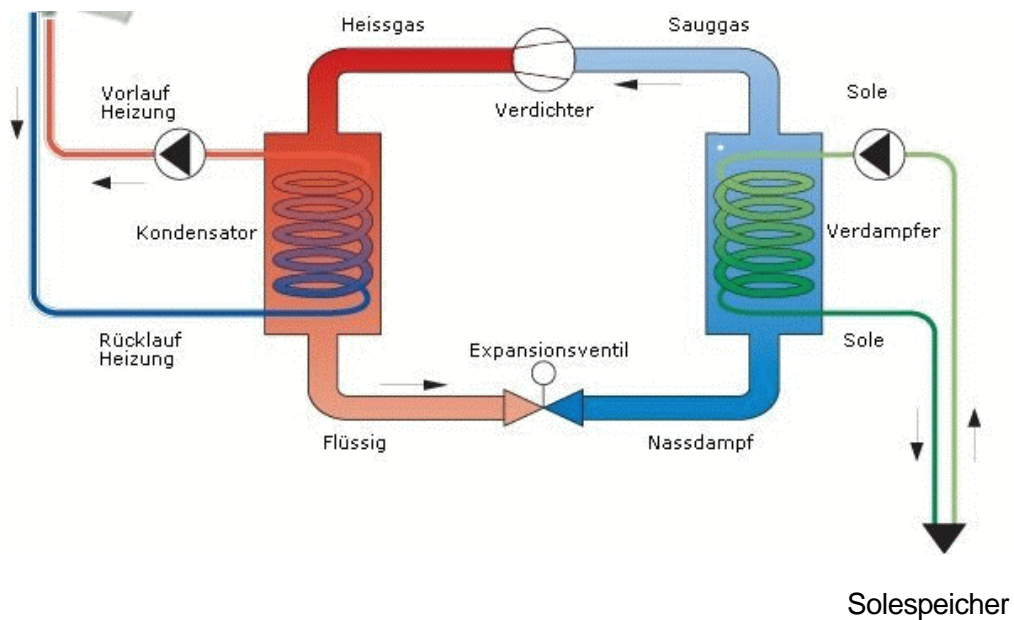 Heissgas
Sauggas
Vorlauf
Heizung
Verdichter
Sole
Kondensator
Verdampfer
Rücklauf
Heizung
Expansionsventil
Sole
Flüssig
Nassdampf
Solespeicher